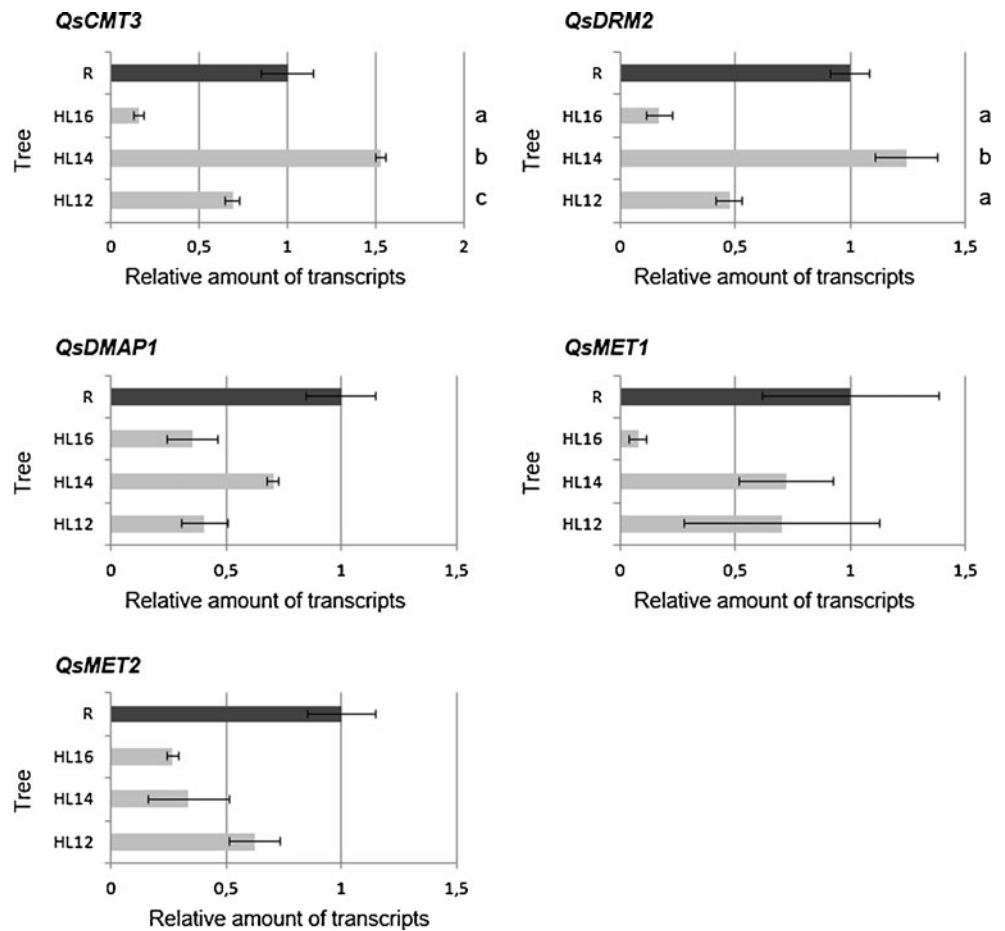 QsCMT3
Tree
R
HL16 a
HL14 b
HL12 c
0 0,5 1 1,5 2
Relative amount of transcripts
QsDRM2
Tree
R
HL16 a
HL14 b
HL12 a
0 0,5 1 1,5
Relative amount of transcripts
QsDMAP1
Tree
R
HL16
HL14
HL12
0 0,5 1 1,5
Relative amount of transcripts
QsMET1
Tree
R
HL16
HL14
HL12
0 0,5 1 1,5
Relative amount of transcripts
QsMET2
Tree
R
HL16
HL14
HL12
0 0,5 1 1,5
Relative amount of transcripts